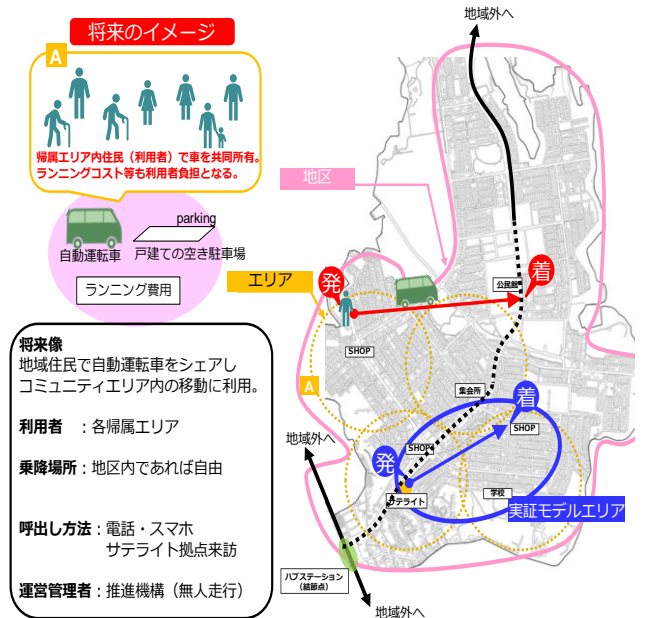 将来のイメージ
A
帰属エリア内住民（利用者）で車を共同所有。
ランニングコスト等も利用者負担となる。
parking
自動運転車
戸建ての空き駐車場
ランニング費用
将来像
地域住民で自動運転車をシェアし
コミュニティエリア内の移動に利用。
利用者　：各帰属エリア
乗降場所：地区内であれば自由
呼出し方法：電話・スマホ
サテライト拠点来訪
運営管理者：推進機構（無人走行）
地域外へ
地区
エリア
発
着
公民館
SHOP
A
集会所
着
SHOP
SHOP
発
サテライト
学校
実証モデルエリア
地域外へ
ハブステーション
（結節点）
地域外へ